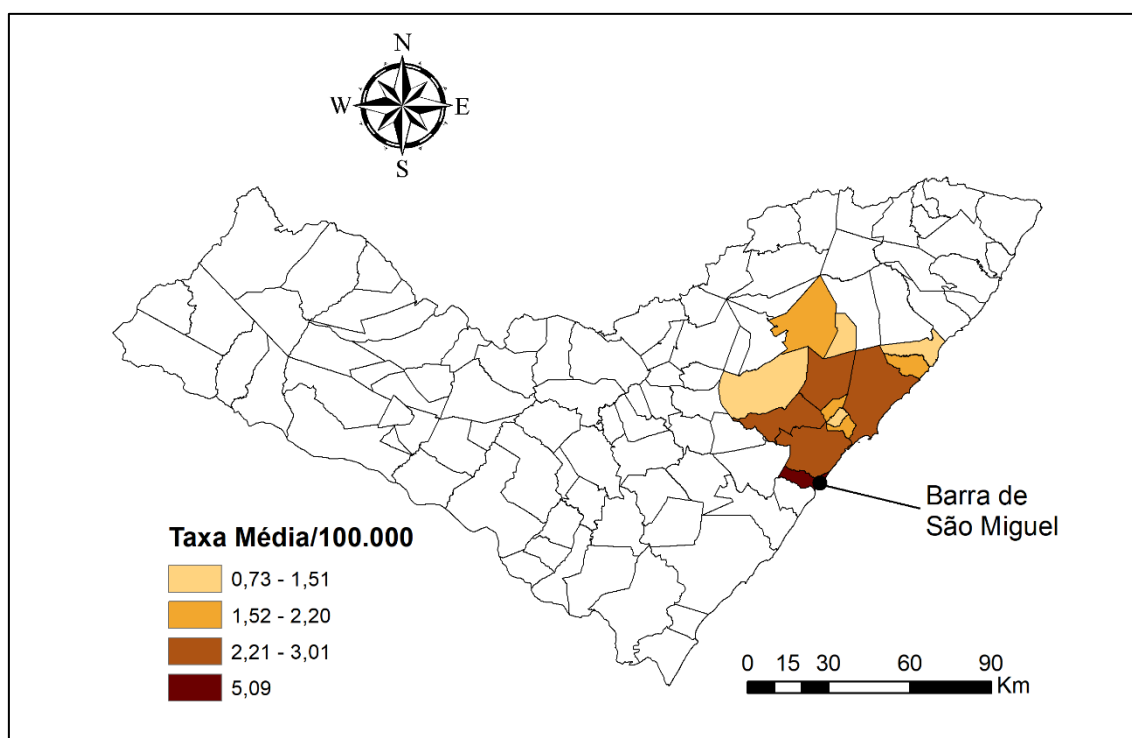 N
W E
S
Barra de
São Miguel
Taxa Média/100.000
0,73 - 1,51
1,52 - 2,20
2,21 - 3,01
5,09
0 15 30 60 90
Km